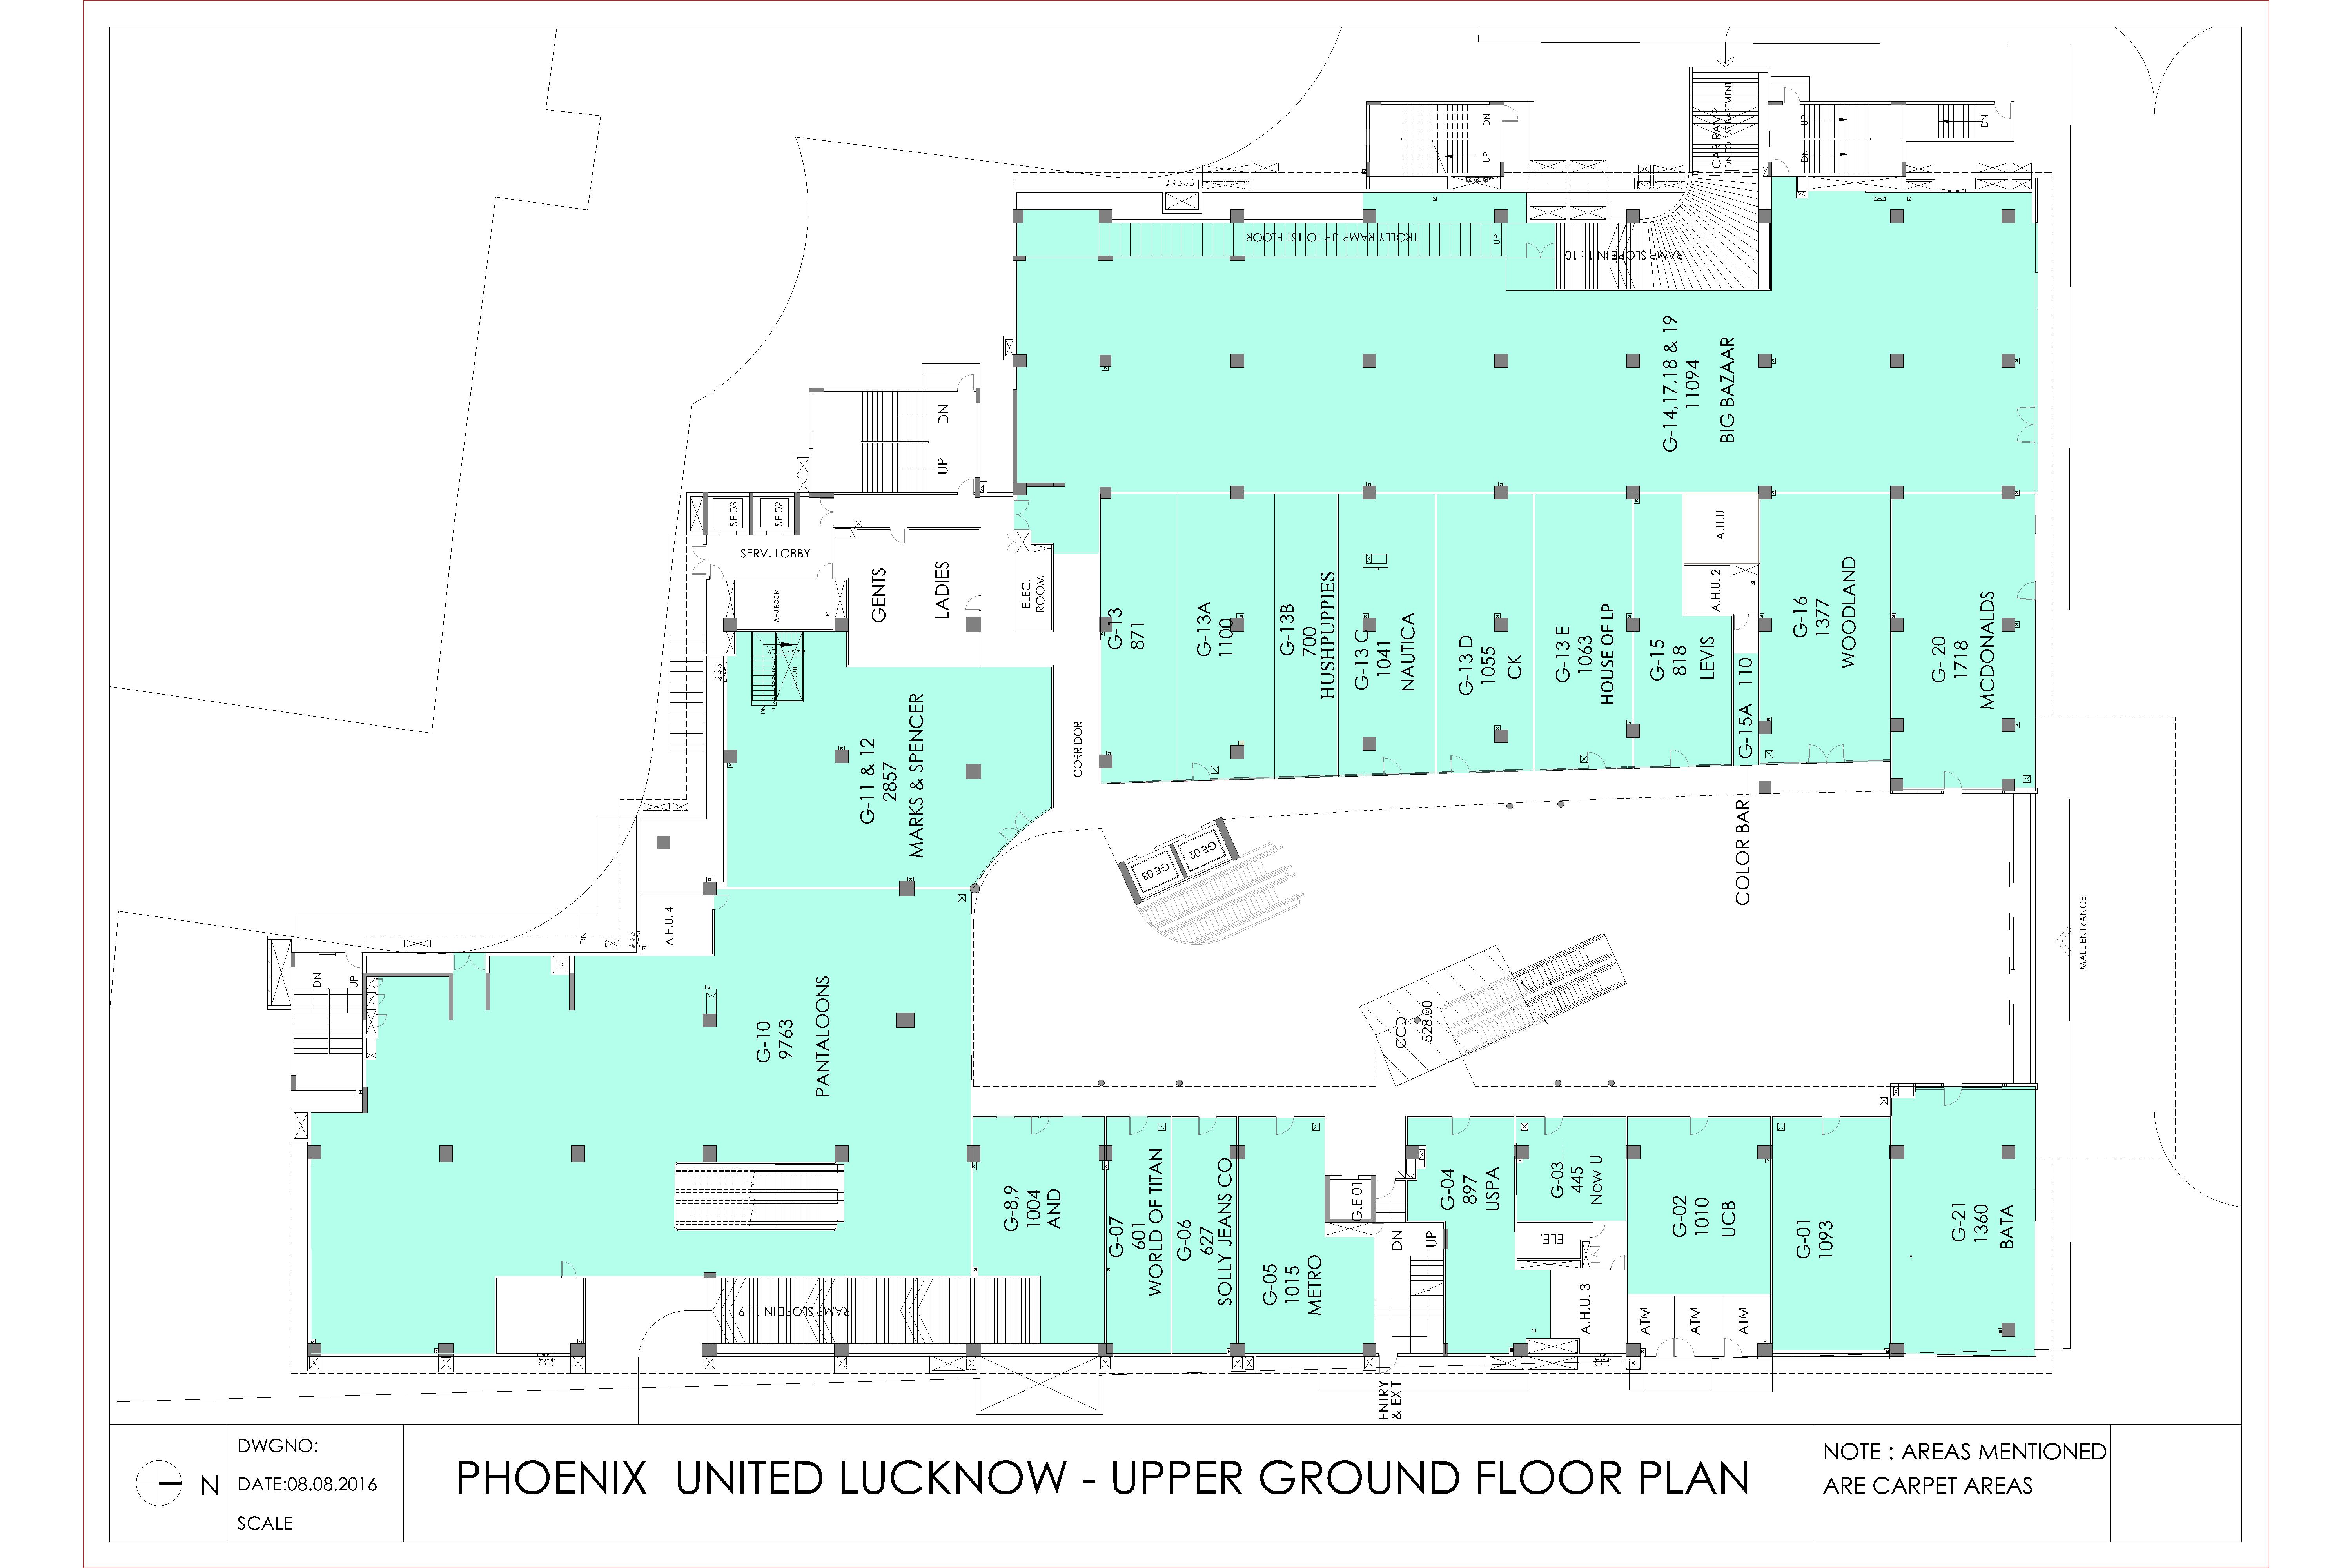 CAR RAMP
DN TO 1ST BASEMENT
DN
UP
UP
DN
DN
TROLLY RAMP UP TO 1ST FLOOR
UP
RAMP SLOPE IN 1 : 10
G-14,17,18 & 19
11094
BIG BAZAAR
DN
UP
SE 03
SE 02
SERV. LOBBY
AHU ROOM
GENTS
LADIES
ELEC.
ROOM
CORRIDOR
G-13
871
G-13A
1100
G-13B
700
HUSHPUPPIES
G-13 C
1041
NAUTICA
G-13 D
1055
CK
G-13 E
1063
HOUSE OF LP
G-15
818
LEVIS
A.H.U
A.H.U. 2
G-15A 110
COLOR BAR
G-16
1377
WOODLAND
G- 20
1718
MCDONALDS
CUTOUT
DN
G-11 & 12
2857
MARKS & SPENCER
GE 03
GE 02
A.H.U. 4
DN
DN
UP
G-10
9763
PANTALOONS
CCD
528.00
MALL ENTRANCE
G-8,9
1004
AND
G-07
601
WORLD OF TITAN
G-06
627
SOLLY JEANS CO
G-05
1015
METRO
G.E 01
DN
UP
G-04
897
USPA
G-03
445
New U
ELE.
A.H.U. 3
G-02
1010
UCB
ATM
ATM
ATM
G-01
1093
G-21
1360
BATA
RAMP SLOPE IN 1 : 9
ENTRY
& EXIT
N
DWGNO:
DATE:08.08.2016
SCALE
PHOENIX UNITED LUCKNOW - UPPER GROUND FLOOR PLAN
NOTE : AREAS MENTIONED
ARE CARPET AREAS